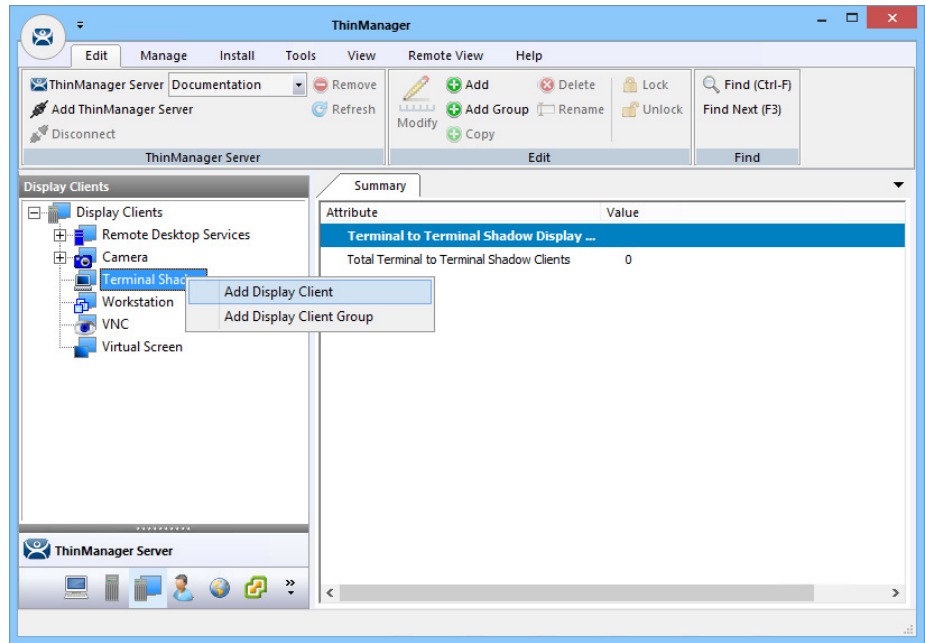 ThinManager
Edit Manage Install Tools View Remote View Help
ThinManager Server Documentation Remove Add Delete Lock Find (Ctrl-F)
Add ThinManager Server Refresh Modify Add Group Rename Unlock Find Next (F3)
Disconnect Copy
ThinManager Server Edit Find
Display Clients
Summary
Display Clients
Remote Desktop Services
Camera
Terminal
Workstation
VNC
Virtual Screen
Add Display Client
Add Display Client Group
Attribute Value
Terminal to Terminal Shadow Display ...
Total Terminal to Terminal Shadow Clients 0
ThinManager Server